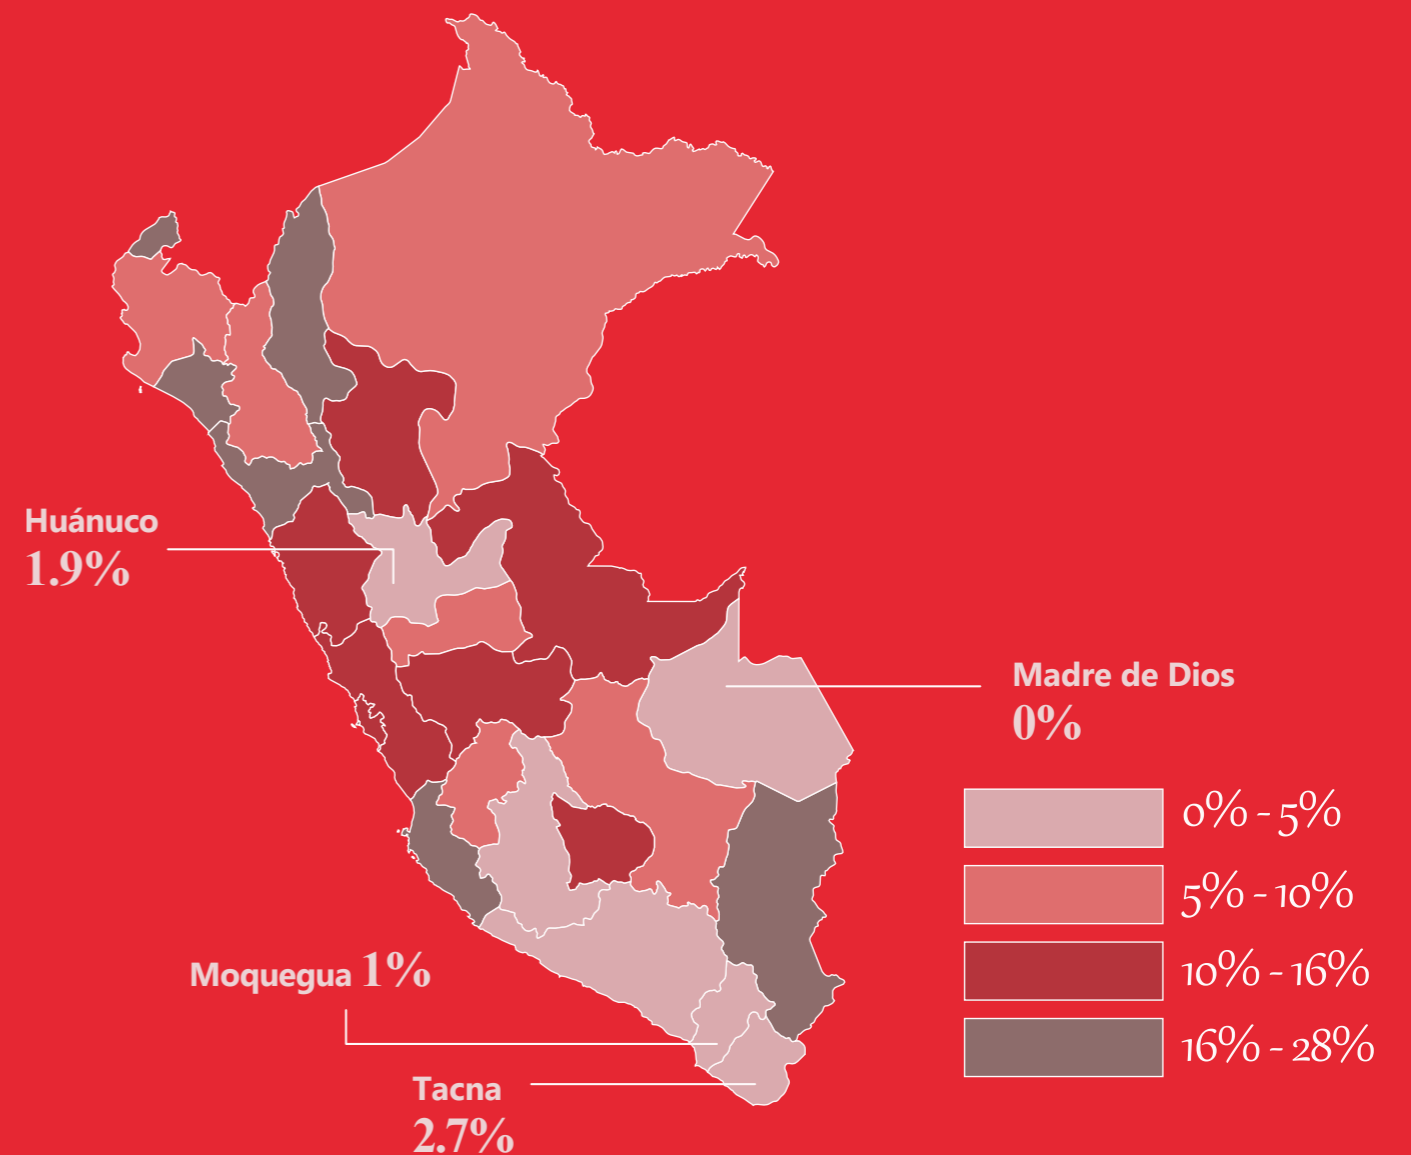 Huánuco
1.9%
Madre de Dios
0%
0% - 5%
5% - 10%
10% - 16%
16% - 28%
Moquegua 1%
Tacna
2.7%